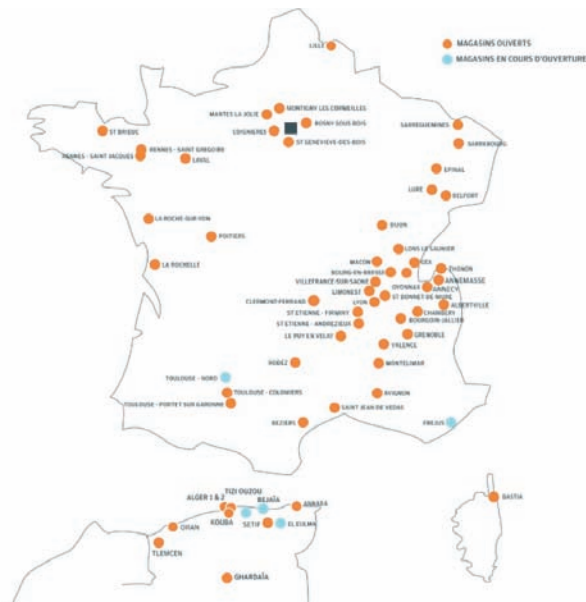 LILLE
MAGASINS OUVERTS
MAGASINS EN COURS D'OUVERTURE
MONTIGNY LES CORMEILLES
MANTES LA JOLIE
ROSNY SOUS BOIS
COIGNIERES
ST GENEVIEVE-DES-BOIS
SARREGUEMINES
SARREBOURG
ST BRIEUC
RENNES - SAINT GREGOIRE
RENNES - SAINT JACQUES
LAVAL
EPINAL
LURE
BELFORT
LA ROCHE-SUR-YON
DIJON
POITIERS
LONS LE SAUNIER
MACON
GEX
THONON
LA ROCHELLE
BOURG-EN-BRESSE
ANNEMASSE
VILLEFRANCHE/SUR-SAONE
OYONNAX
ANNECY
LIMONEST
ST BONNET DE MURE
CLERMONT-FERRAND
LYON
ALBERTVILLE
ST ETIENNE - FIRMINY
CHAMBERY
ST ETIENNE - ANDREZIEUX
BOURGOIN-JALLIEU
LE PUY EN VELAY
GRENOBLE
VALENCE
RODEZ
MONTELIMAR
TOULOUSE - NORD
TOULOUSE - COLOMIERS
AVIGNON
TOULOUSE - PORTET SUR GARONNE
SAINT JEAN DE VEDAS
BEZIERS
FREJUS
TIZI OUZOU
ALGER 1 & 2
BEJAÏA
ANNABA
BASTIA
KOUBA
SETIF
EL EULMA
ORAN
TLEMCEN
GHARDAÏA